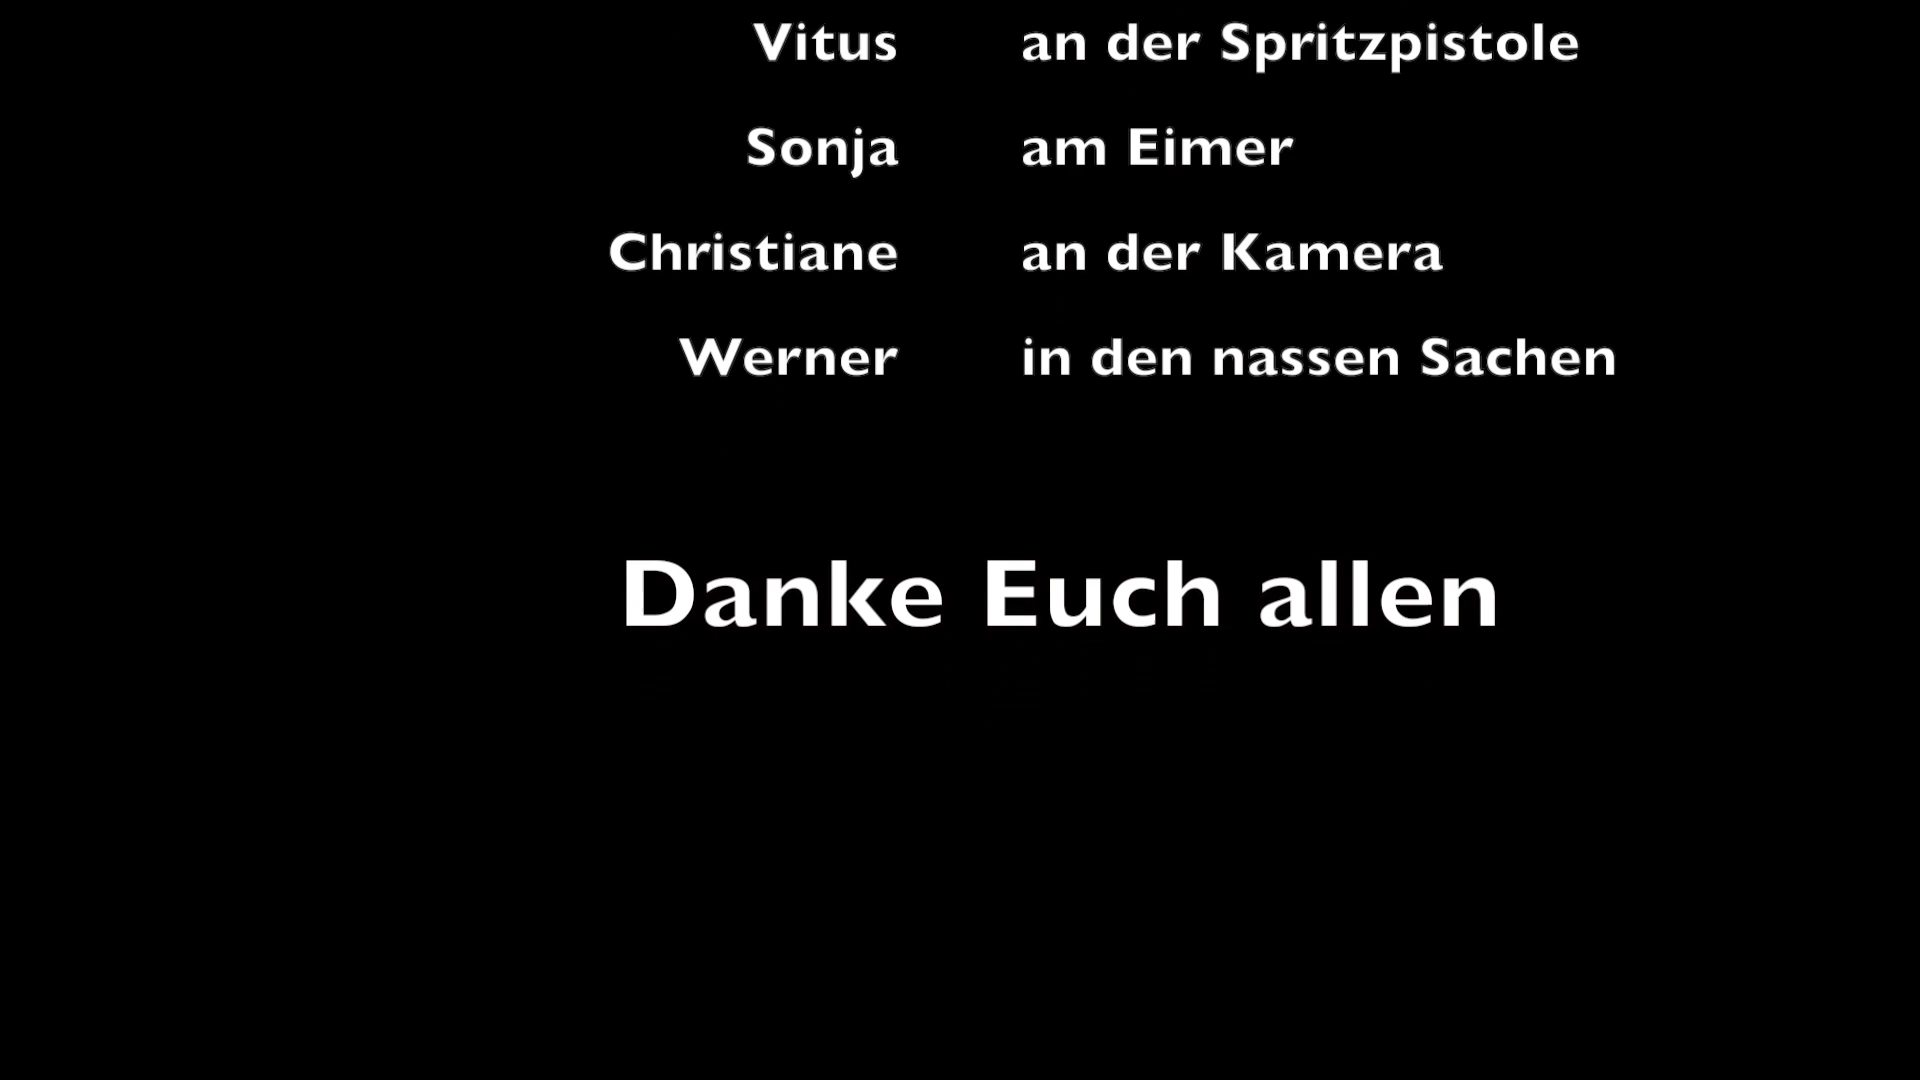 Vitus an der Spritzpistole
Sonja am Eimer
Christiane an der Kamera
Werner in den nassen Sachen
Danke Euch allen